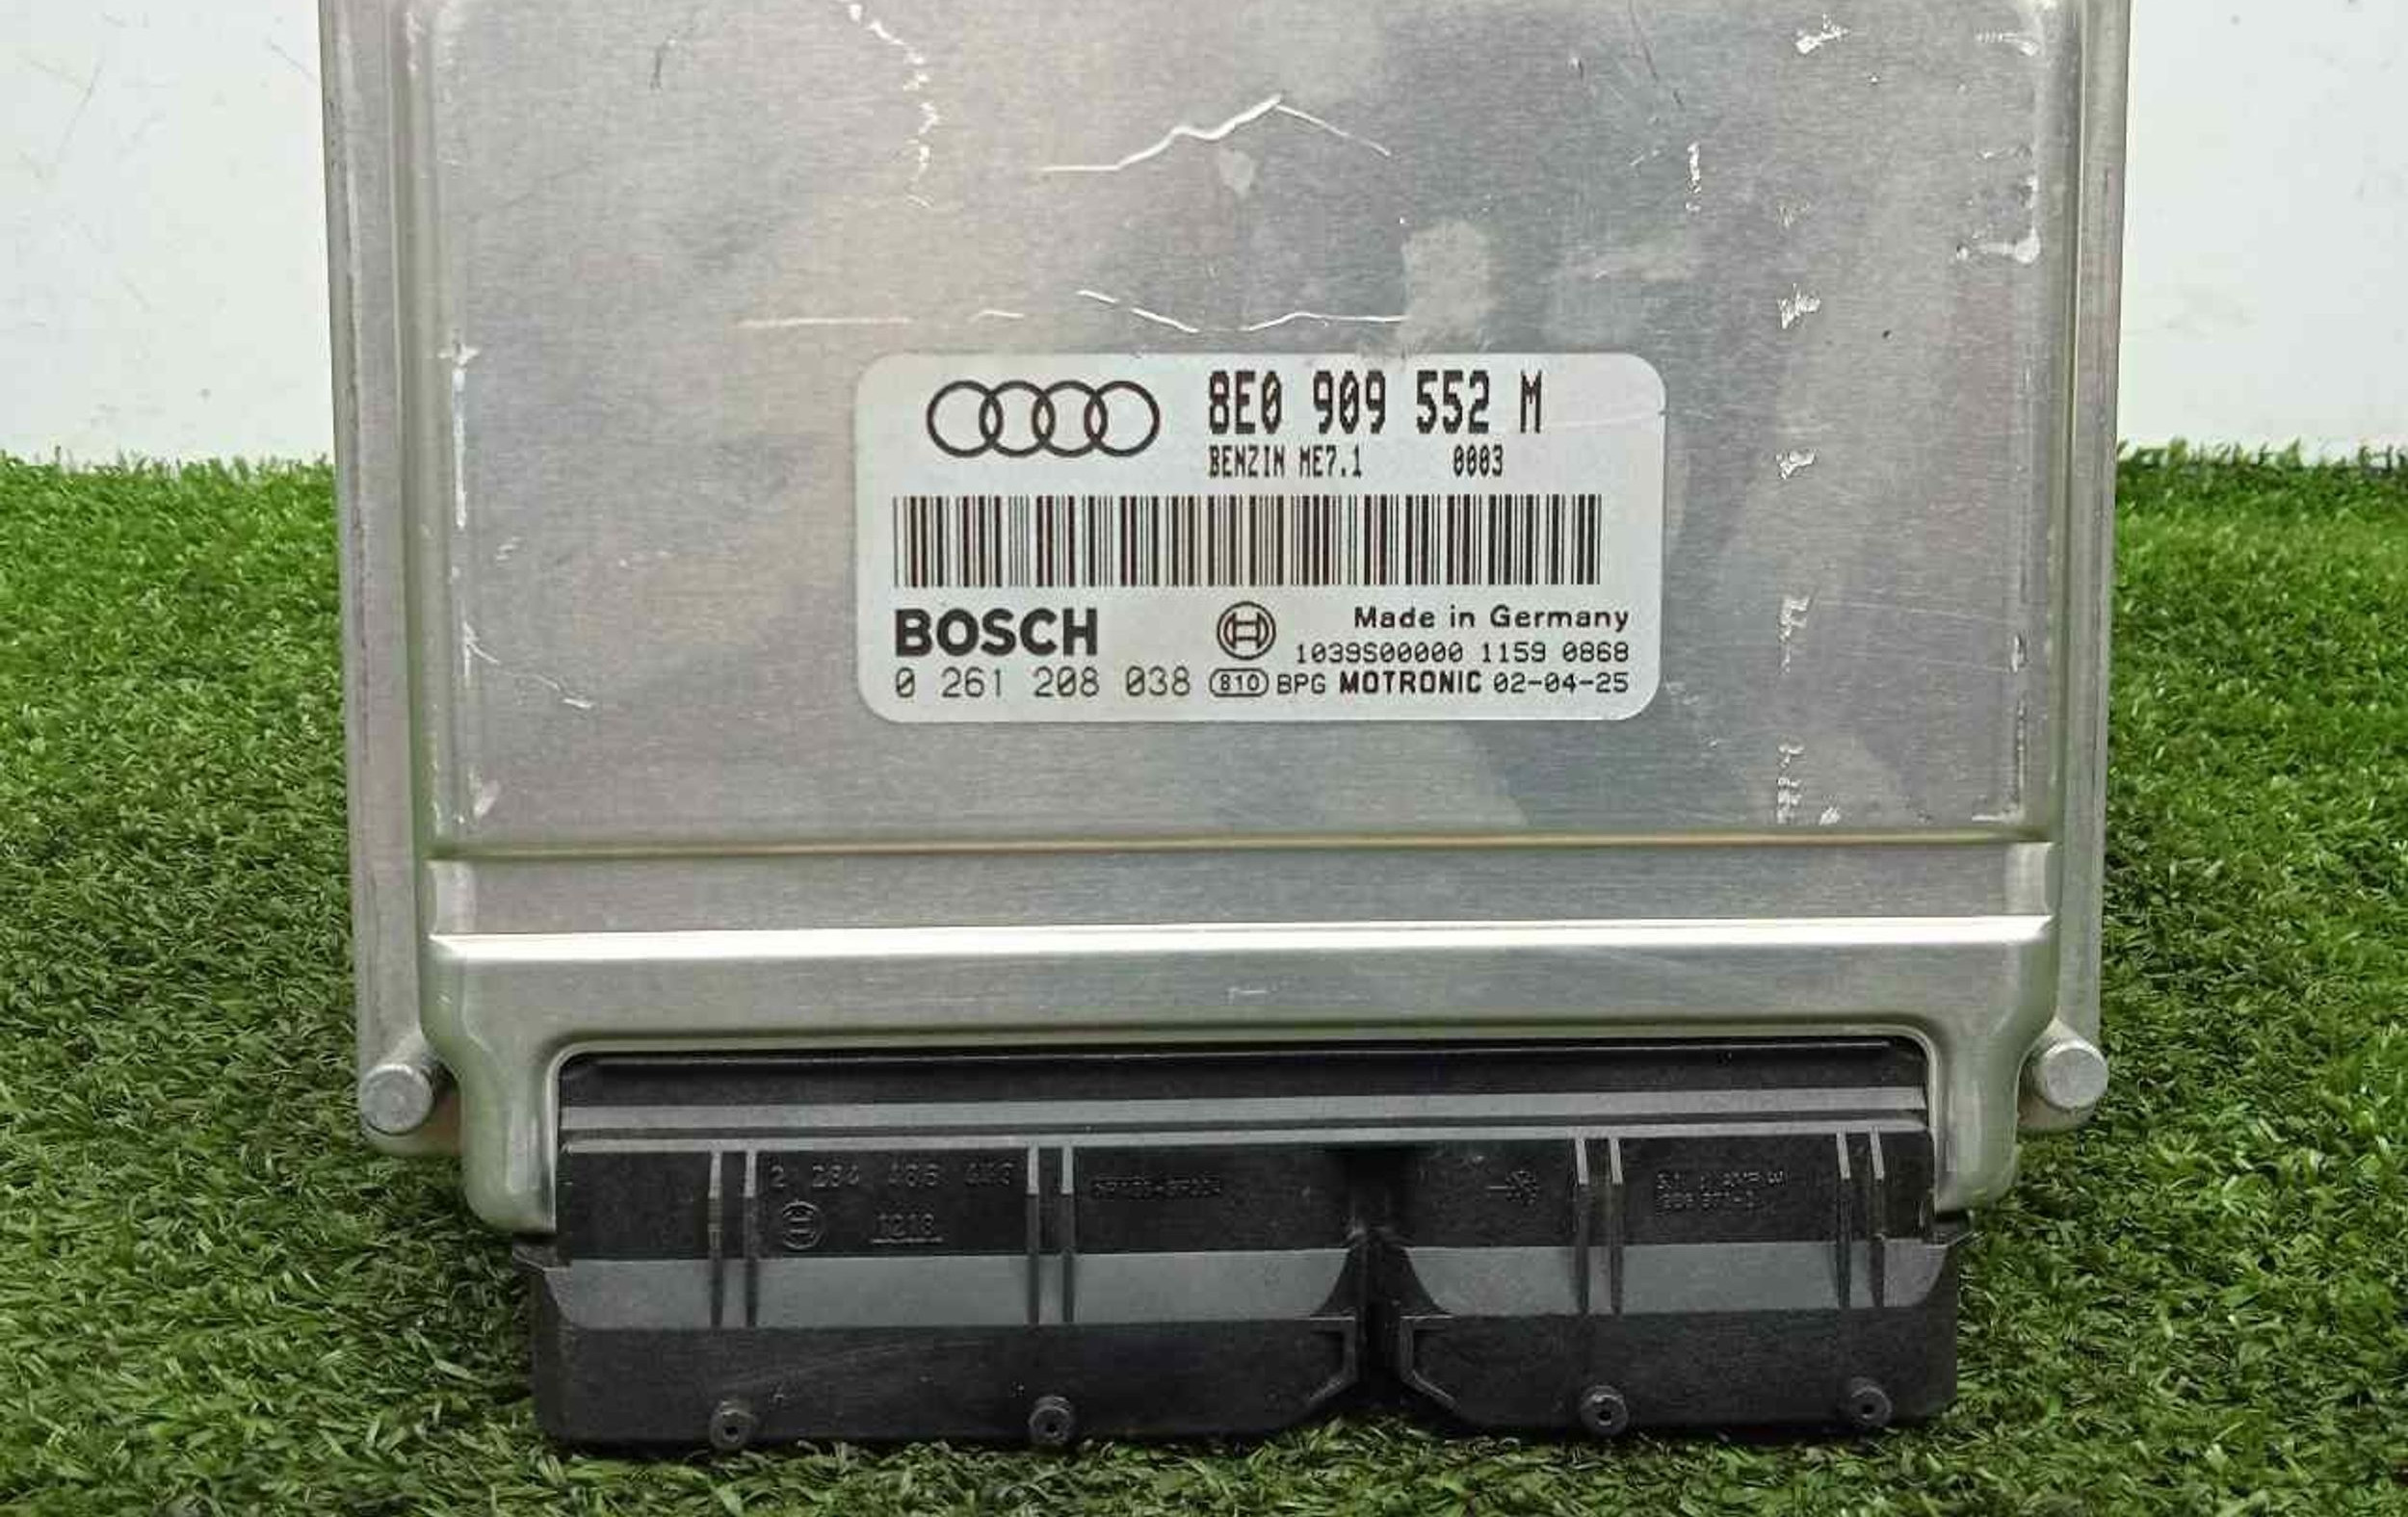 8E0 909 552 M
BENZIN ME7.1 0003
BOSCH
Made in Germany
1039S00000 1159 0868
0 261 208 038 810 BPG MOTRONIC 02-04-25
1218